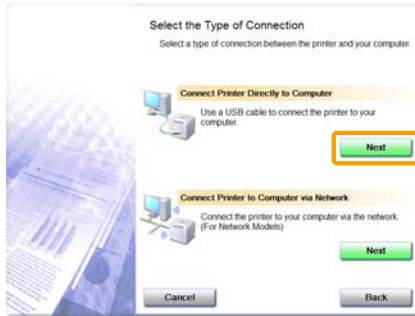 Select the Type of Connection
Select a type of connection between the printer and your computer.
Connect Printer Directly to Computer
Use a USB cable to connect the printer to your
computer.
Next
Connect Printer to Computer via Network
Connect the printer to your computer via the network.
(For Network Models)
Next
Cancel
Back